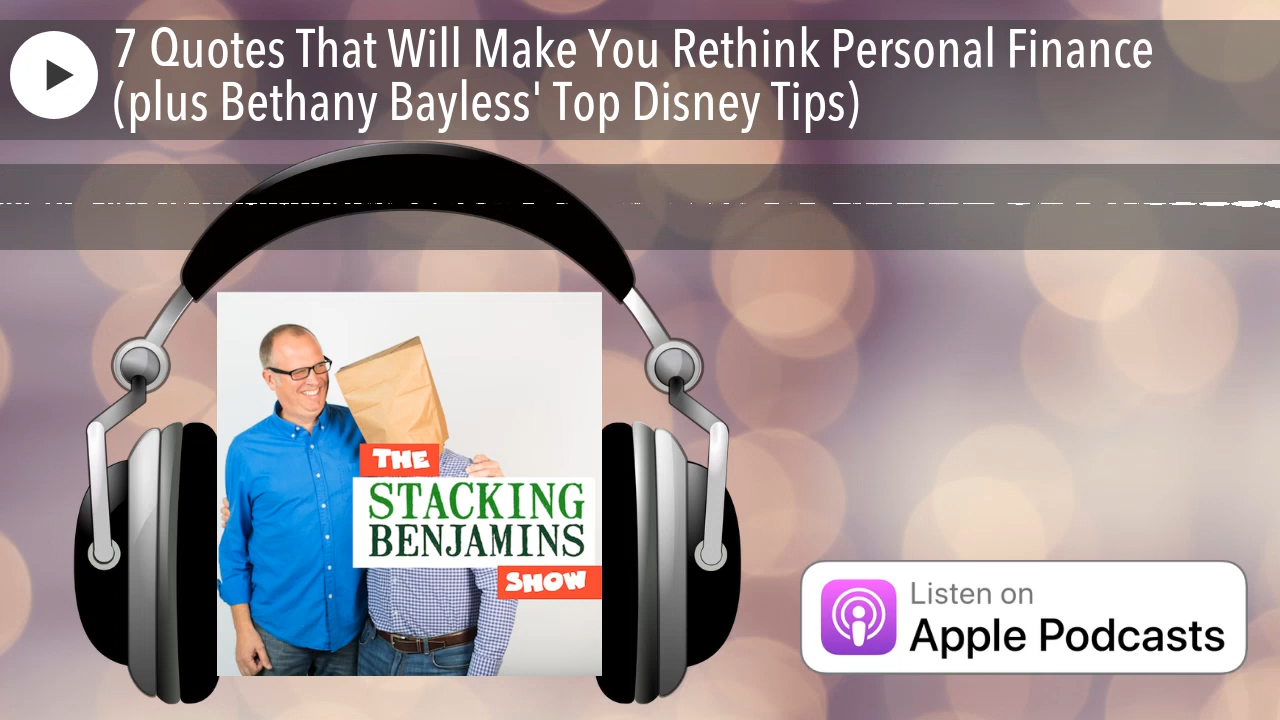 7 Quotes That Will Make You Rethink Personal Finance
(plus Bethany Bayless' Top Disney Tips)
THE
STACKING
BENJAMINS
SHOW
Listen on
Apple Podcasts